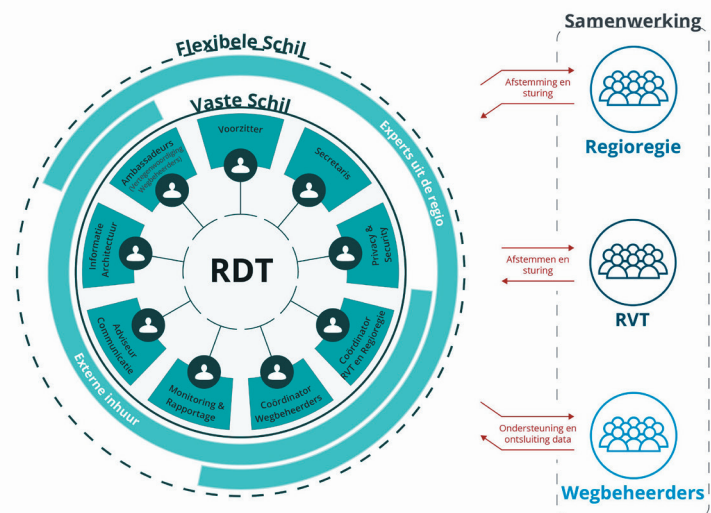 Samenwerking
Flexibele Schil
Vaste Schil
Voorzitter
Secretaris
Privacy &
Security
Coördinator
RVT en Regioregie
Coördinator
Wegbeheerders
Monitoring &
Rapportage
Adviseur
Communicatie
Informatie
Architectuur
Ambassadeurs
(Vertegenwoordiging
Wegbeheerders)
RDT
Experts uit de regio
Externe inhuur
Afstemming en
sturing
Regioregie
Afstemmen en
sturing
RVT
Ondersteuning en
ontsluiting data
Wegbeheerders